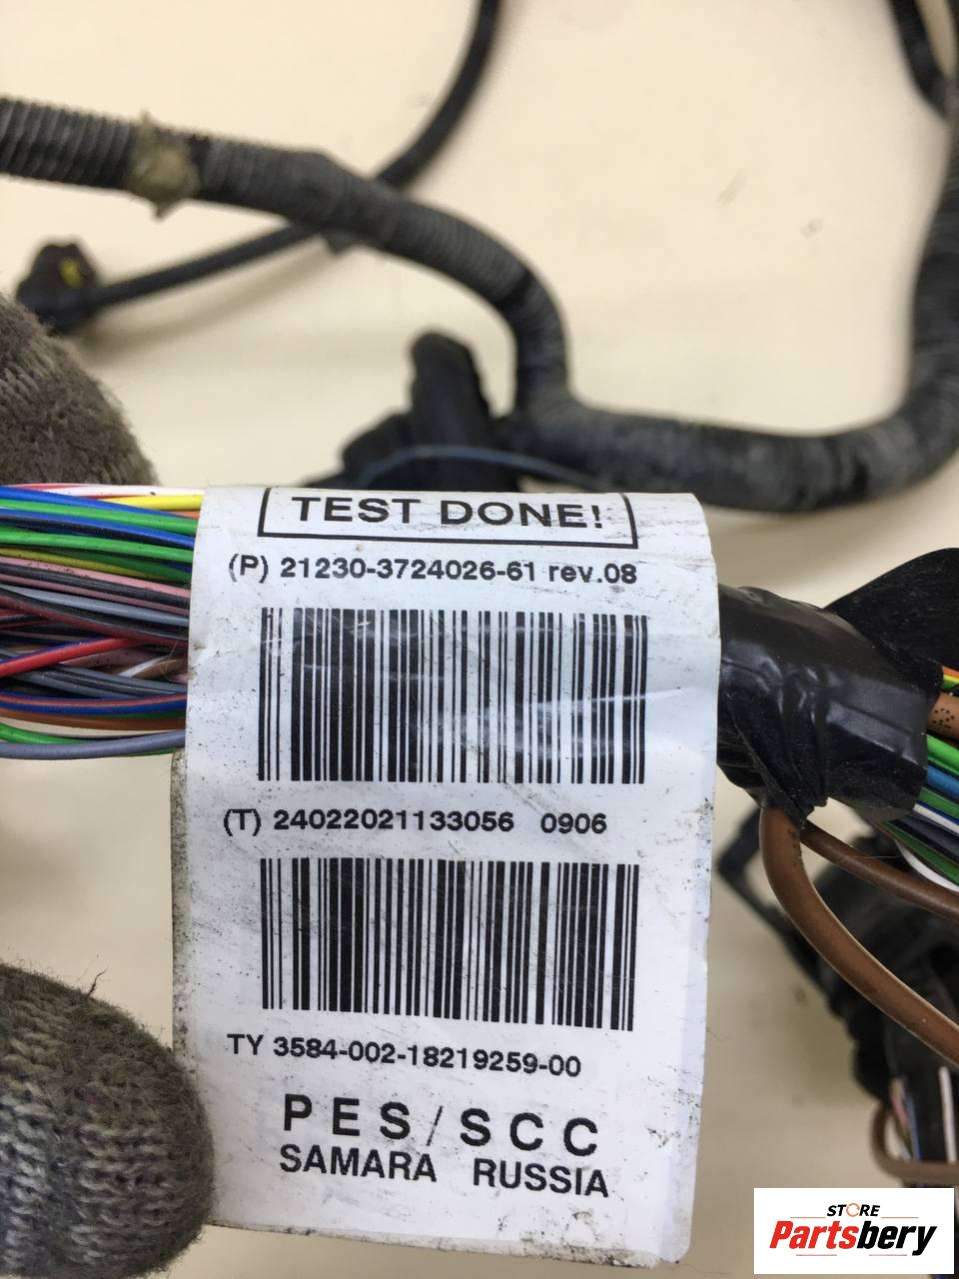 TEST DONE!
(P) 21230-3724026-61 rev.08
(T) 24022021133056 0906
TY 3584-002-18219259-00
PES/SCC
SAMARA RUSSIA
STORE
Partsbery